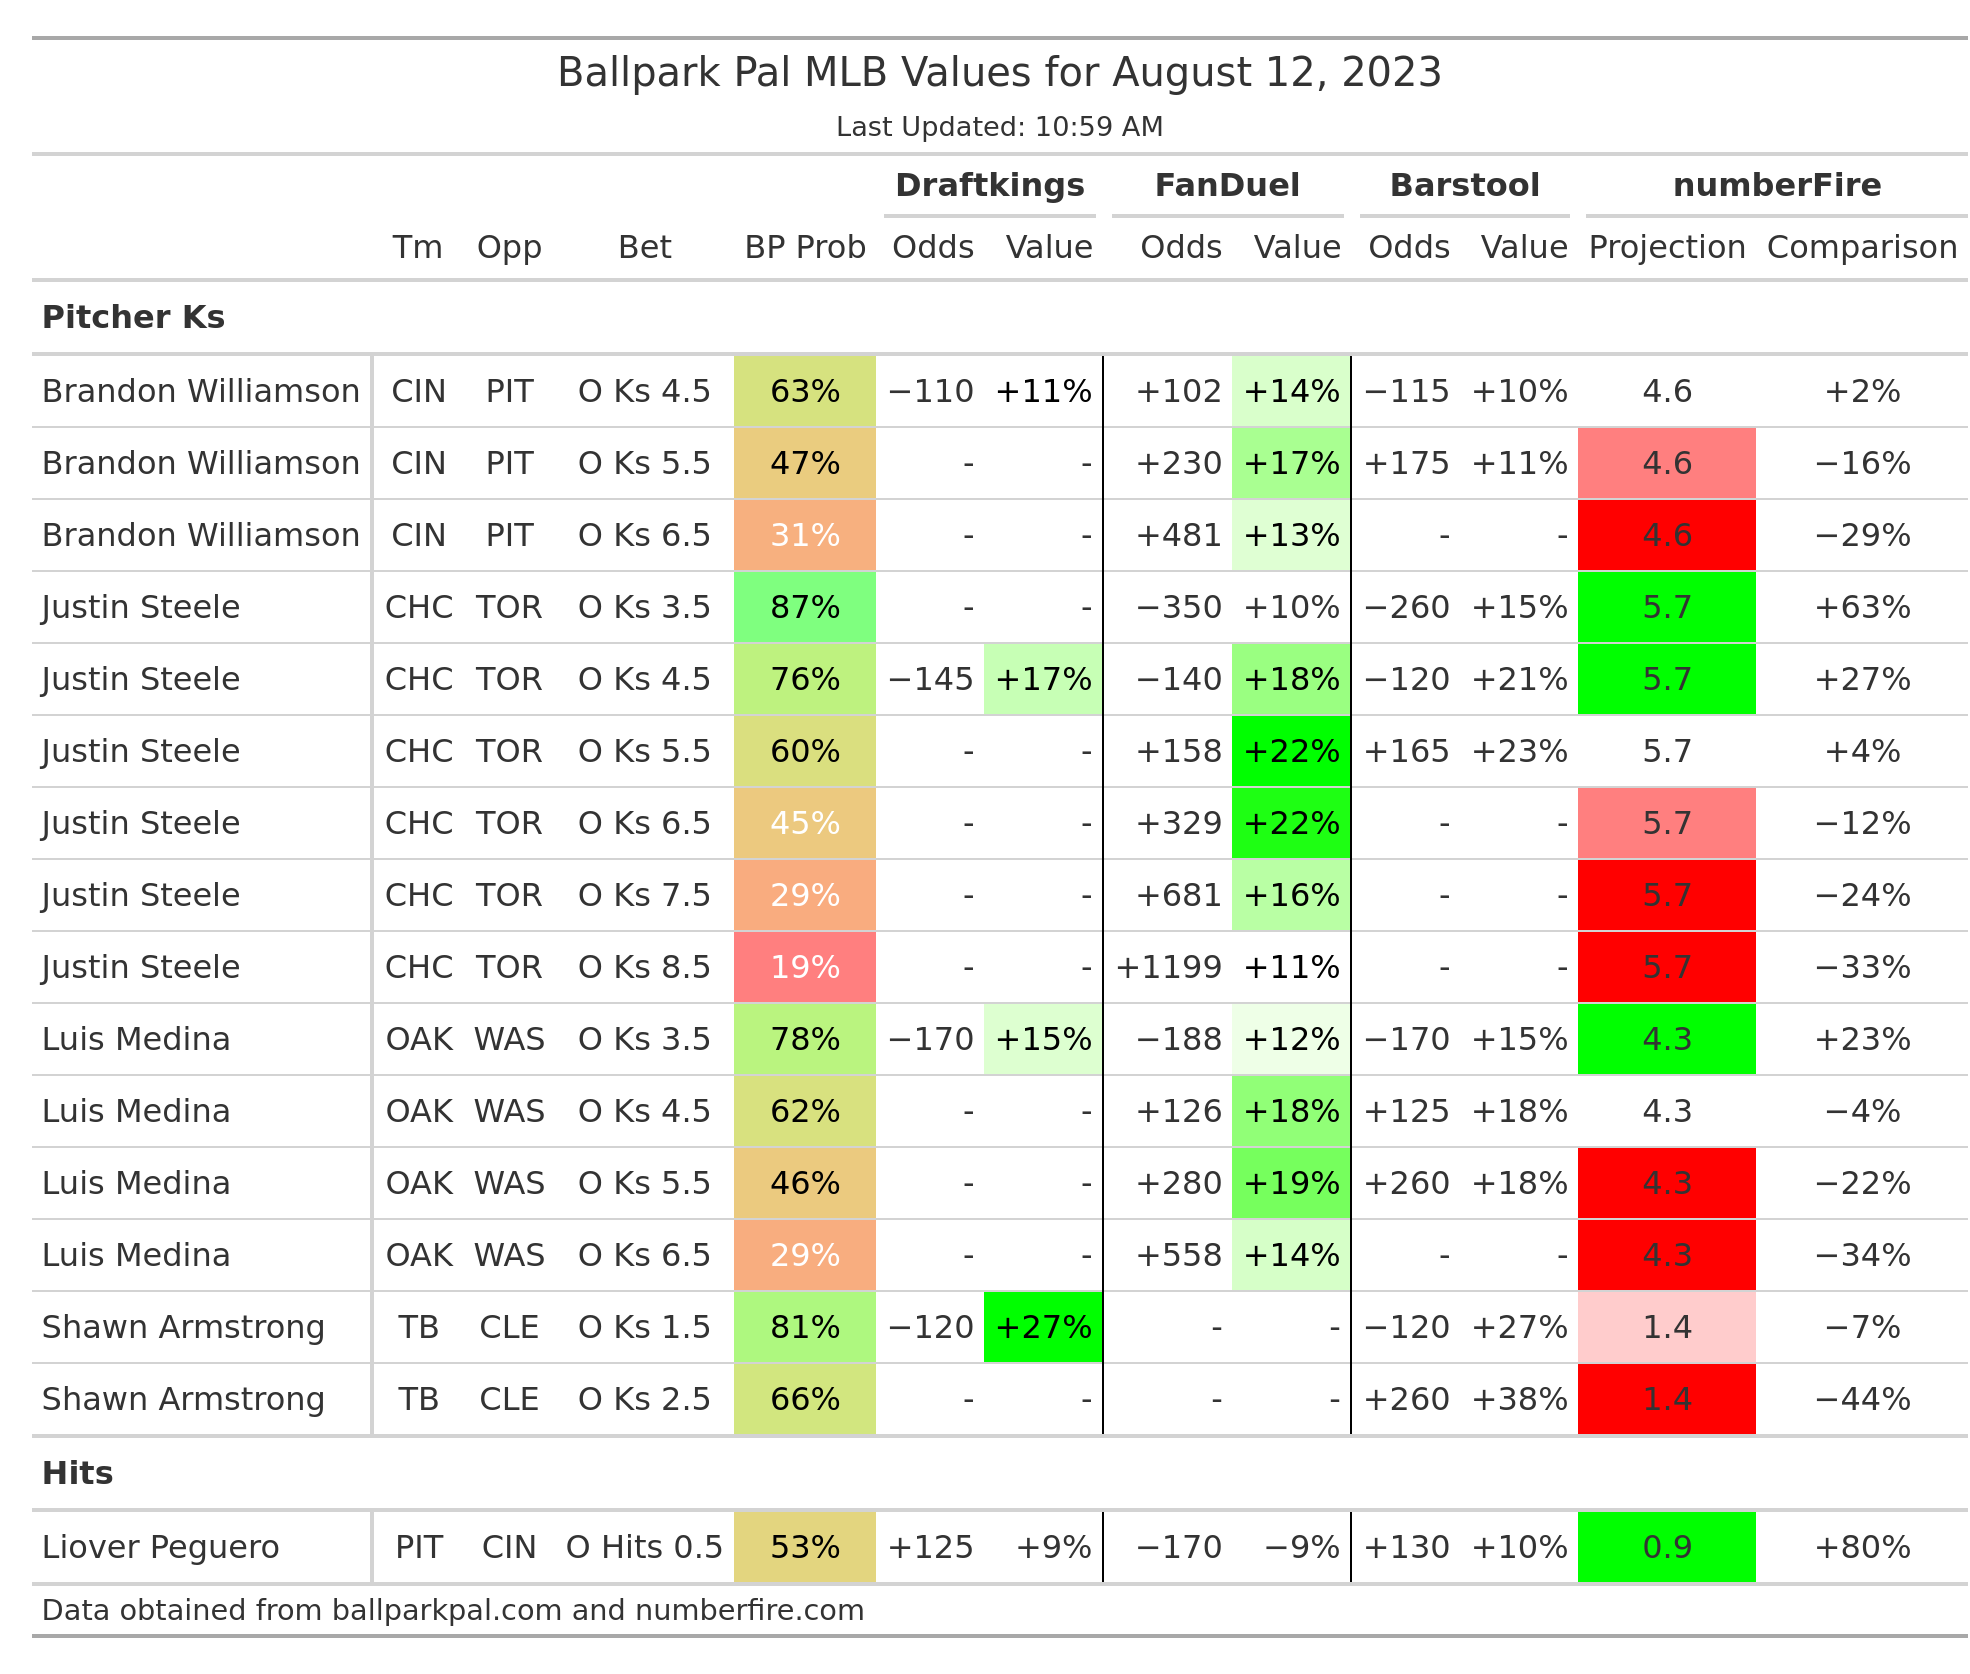 Ballpark Pal MLB Values for August 12, 2023
Last Updated: 10:59 AM
Draftkings FanDuel Barstool numberFire
Tm Opp Bet BP Prob Odds Value Odds Value Odds Value Projection Comparison
Pitcher Ks
Brandon Williamson CIN PIT O Ks 4.5 63% −110 +11% +102 +14% −115 +10% 4.6 +2%
Brandon Williamson CIN PIT O Ks 5.5 47% - - +230 +17% +175 +11% 4.6 −16%
Brandon Williamson CIN PIT O Ks 6.5 31% - - +481 +13% - - 4.6 −29%
Justin Steele CHC TOR O Ks 3.5 87% - - −350 +10% −260 +15% 5.7 +63%
Justin Steele CHC TOR O Ks 4.5 76% −145 +17% −140 +18% −120 +21% 5.7 +27%
Justin Steele CHC TOR O Ks 5.5 60% - - +158 +22% +165 +23% 5.7 +4%
Justin Steele CHC TOR O Ks 6.5 45% - - +329 +22% - - 5.7 −12%
Justin Steele CHC TOR O Ks 7.5 29% - - +681 +16% - - 5.7 −24%
Justin Steele CHC TOR O Ks 8.5 19% - - +1199 +11% - - 5.7 −33%
Luis Medina OAK WAS O Ks 3.5 78% −170 +15% −188 +12% −170 +15% 4.3 +23%
Luis Medina OAK WAS O Ks 4.5 62% - - +126 +18% +125 +18% 4.3 −4%
Luis Medina OAK WAS O Ks 5.5 46% - - +280 +19% +260 +18% 4.3 −22%
Luis Medina OAK WAS O Ks 6.5 29% - - +558 +14% - - 4.3 −34%
Shawn Armstrong TB CLE O Ks 1.5 81% −120 +27% - - −120 +27% 1.4 −7%
Shawn Armstrong TB CLE O Ks 2.5 66% - - - - +260 +38% 1.4 −44%
Hits
Liover Peguero PIT CIN O Hits 0.5 53% +125 +9% −170 −9% +130 +10% 0.9 +80%
Data obtained from ballparkpal.com and numberfire.com